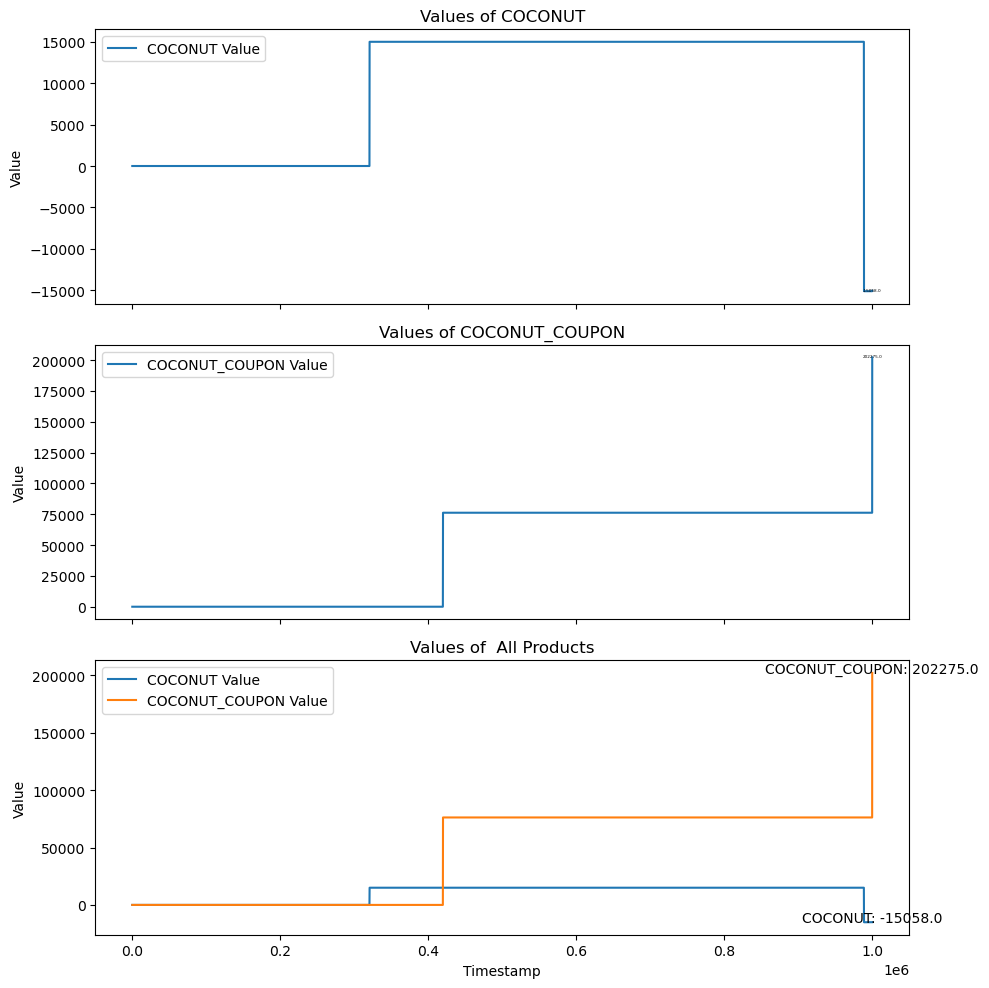 Values of COCONUT
COCONUT Value
15000
10000
5000
0
−5000
−10000
−15000
Value
Values of COCONUT_COUPON
COCONUT_COUPON Value
202275.0
200000
175000
150000
125000
100000
75000
50000
25000
0
Value
Values of  All Products
COCONUT Value
COCONUT_COUPON Value
COCONUT_COUPON: 202275.0
200000
150000
100000
50000
0
Value
COCONUT: -15058.0
0.0 0.2 0.4 0.6 0.8 1.0
1e6
Timestamp